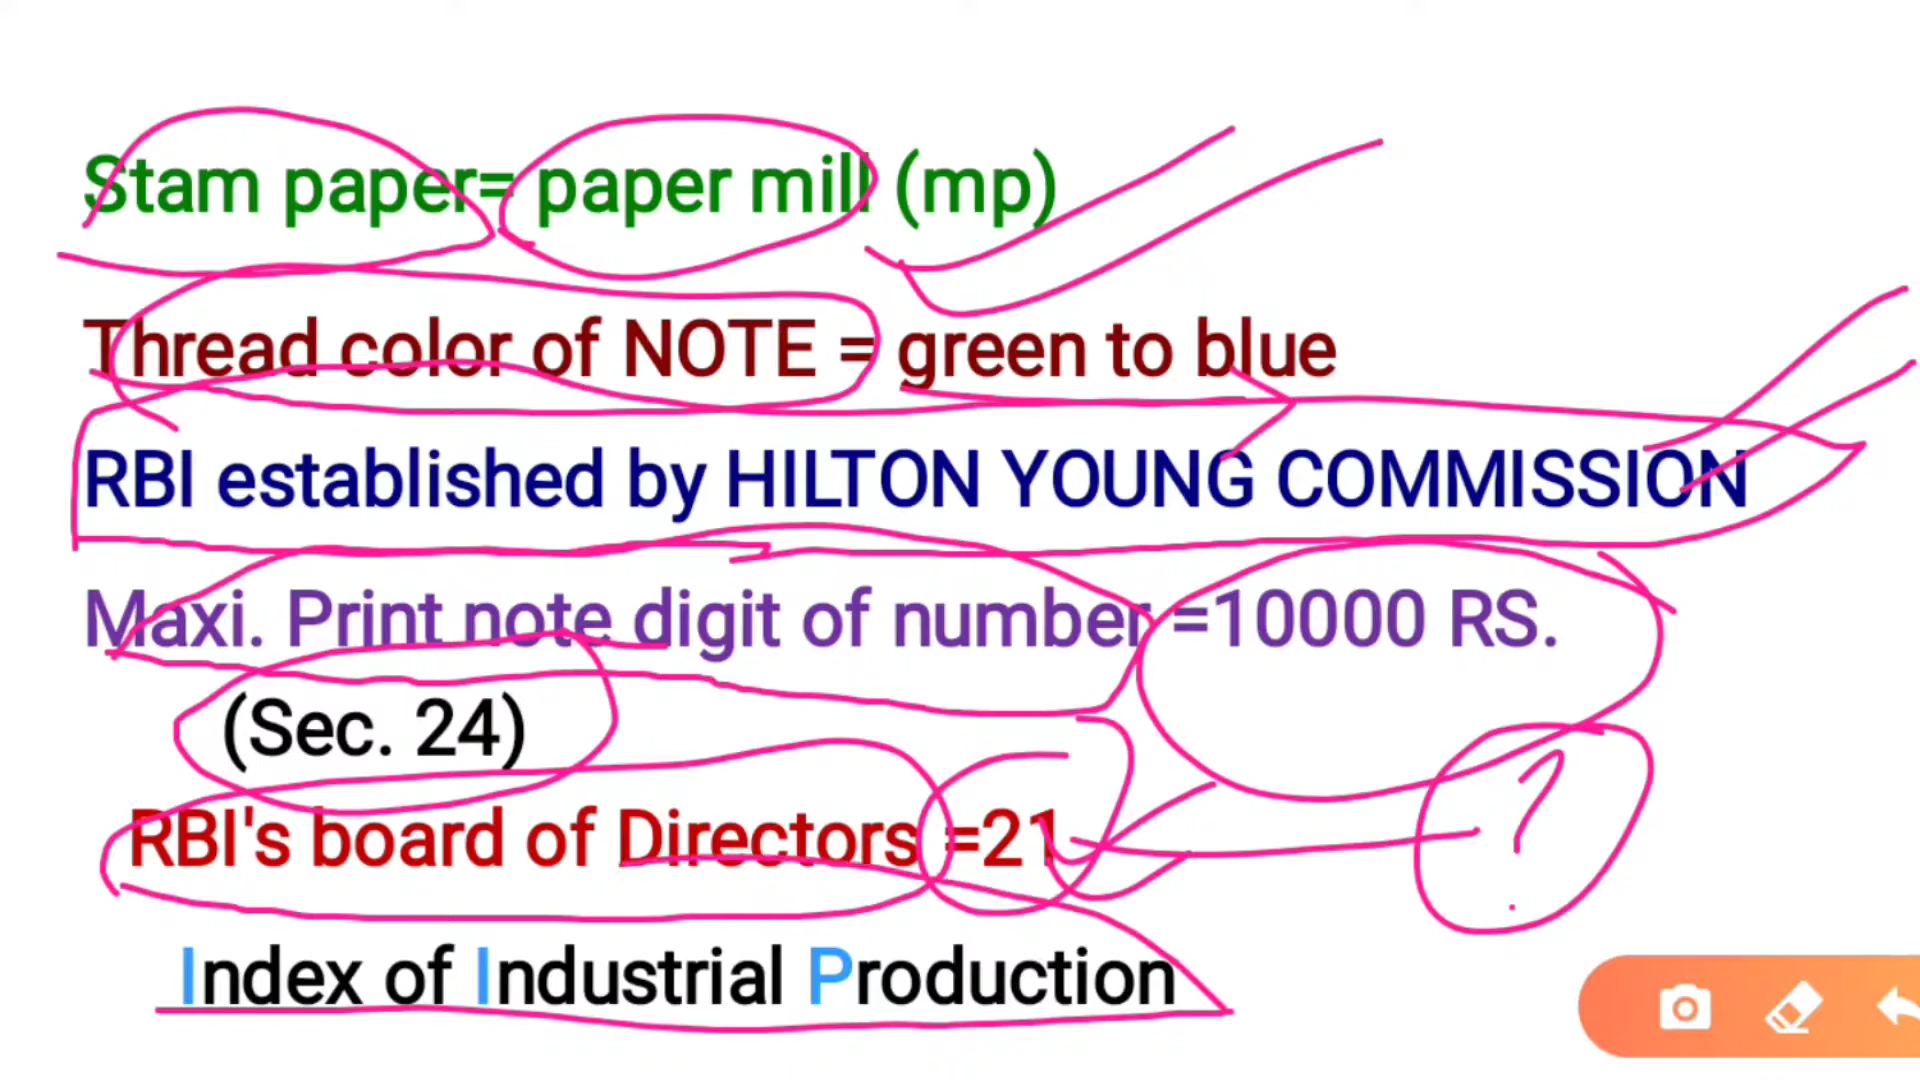 Stam paper= paper mill (mp)
Thread color of NOTE = green to blue
RBI established by HILTON YOUNG COMMISSION
Maxi. Print note digit of number =10000 RS.
(Sec. 24)
RBI's board of Directors =21
?
Index of Industrial Production